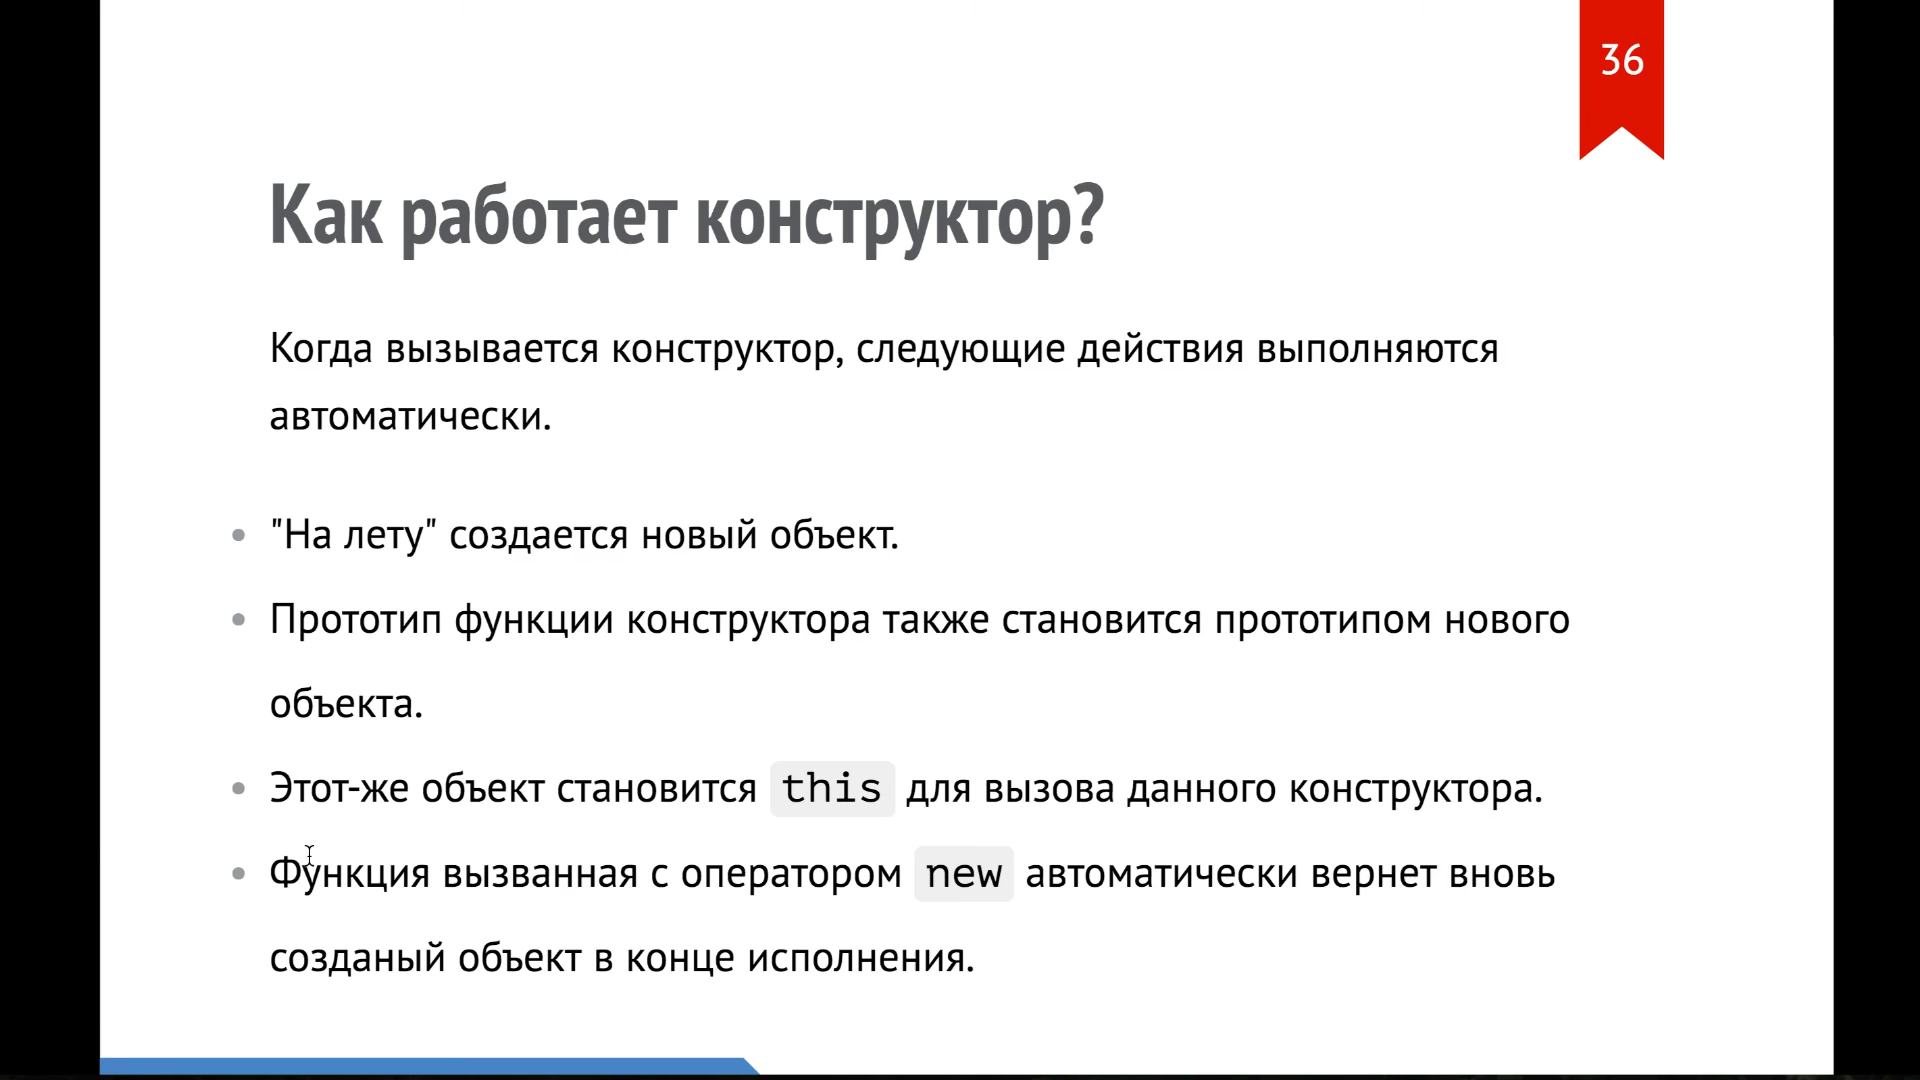 36
Как работает конструктор?
Когда вызывается конструктор, следующие действия выполняются
автоматически.
• "На лету" создается новый объект.
• Прототип функции конструктора также становится прототипом нового
объекта.
• Этот-же объект становится this для вызова данного конструктора.
• Функция вызванная с оператором new автоматически вернет вновь
созданый объект в конце исполнения.